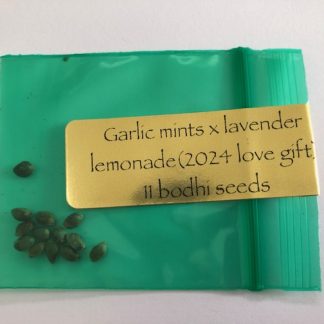 Garlic mints x lavender
lemonade(2024 love gift)
11 bodhi seeds